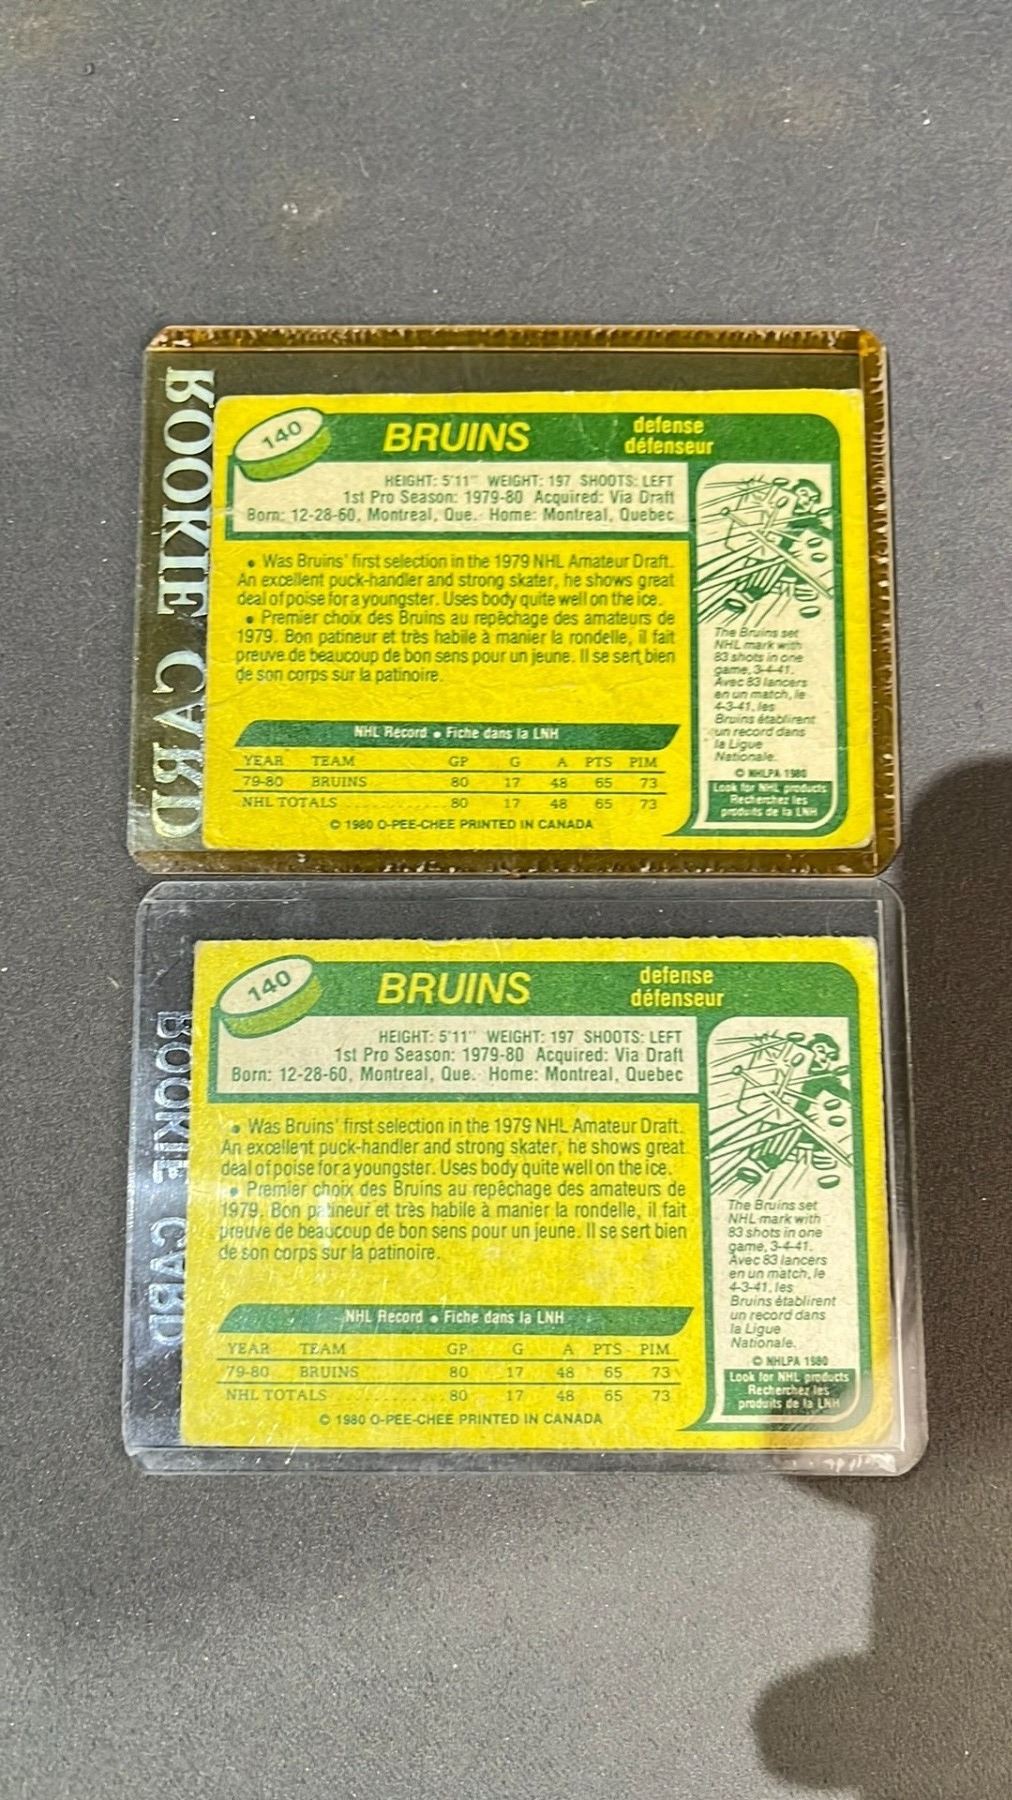 ROOKIE CARD
140
BRUINS
defense
défenseur
HEIGHT: 5'11" WEIGHT: 197 SHOOTS: LEFT
1st Pro Season: 1979-80 Acquired: Via Draft
Born: 12-28-60, Montreal, Que. Home: Montreal, Quebec
• Was Bruins' first selection in the 1979 NHL Amateur Draft.
An excellent puck-handler and strong skater, he shows great
deal of poise for a youngster. Uses body quite well on the ice.
• Premier choix des Bruins au repêchage des amateurs de
1979. Bon patineur et très habile à manier la rondelle, il fait
preuve de beaucoup de bon sens pour un jeune. Il se sert bien
de son corps sur la patinoire.
The Bruins set
NHL mark with
83 shots in one
game, 3-4-41.
Avec 83 lancers
en un match, le
4-3-41, les
Bruins établirent
un record dans
la Ligue
Nationale.
© NHLPA 1980
Look for NHL products
Recherchez les
produits de la LNH
NHL Record • Fiche dans la LNH
YEAR TEAM GP G A PTS PIM
79-80 BRUINS 80 17 48 65 73
NHL TOTALS .............. 80 17 48 65 73
© 1980 O-PEE-CHEE PRINTED IN CANADA
ROOKIE CARD
140
BRUINS
defense
défenseur
HEIGHT: 5'11" WEIGHT: 197 SHOOTS: LEFT
1st Pro Season: 1979-80 Acquired: Via Draft
Born: 12-28-60, Montreal, Que. Home: Montreal, Quebec
• Was Bruins' first selection in the 1979 NHL Amateur Draft.
An excellent puck-handler and strong skater, he shows great
deal of poise for a youngster. Uses body quite well on the ice.
• Premier choix des Bruins au repêchage des amateurs de
1979. Bon patineur et très habile à manier la rondelle, il fait
preuve de beaucoup de bon sens pour un jeune. Il se sert bien
de son corps sur la patinoire.
The Bruins set
NHL mark with
83 shots in one
game, 3-4-41.
Avec 83 lancers
en un match, le
4-3-41, les
Bruins établirent
un record dans
la Ligue
Nationale.
© NHLPA 1980
Look for NHL products
Recherchez les
produits de la LNH
NHL Record • Fiche dans la LNH
YEAR TEAM GP G A PTS PIM
79-80 BRUINS 80 17 48 65 73
NHL TOTALS .............. 80 17 48 65 73
© 1980 O-PEE-CHEE PRINTED IN CANADA